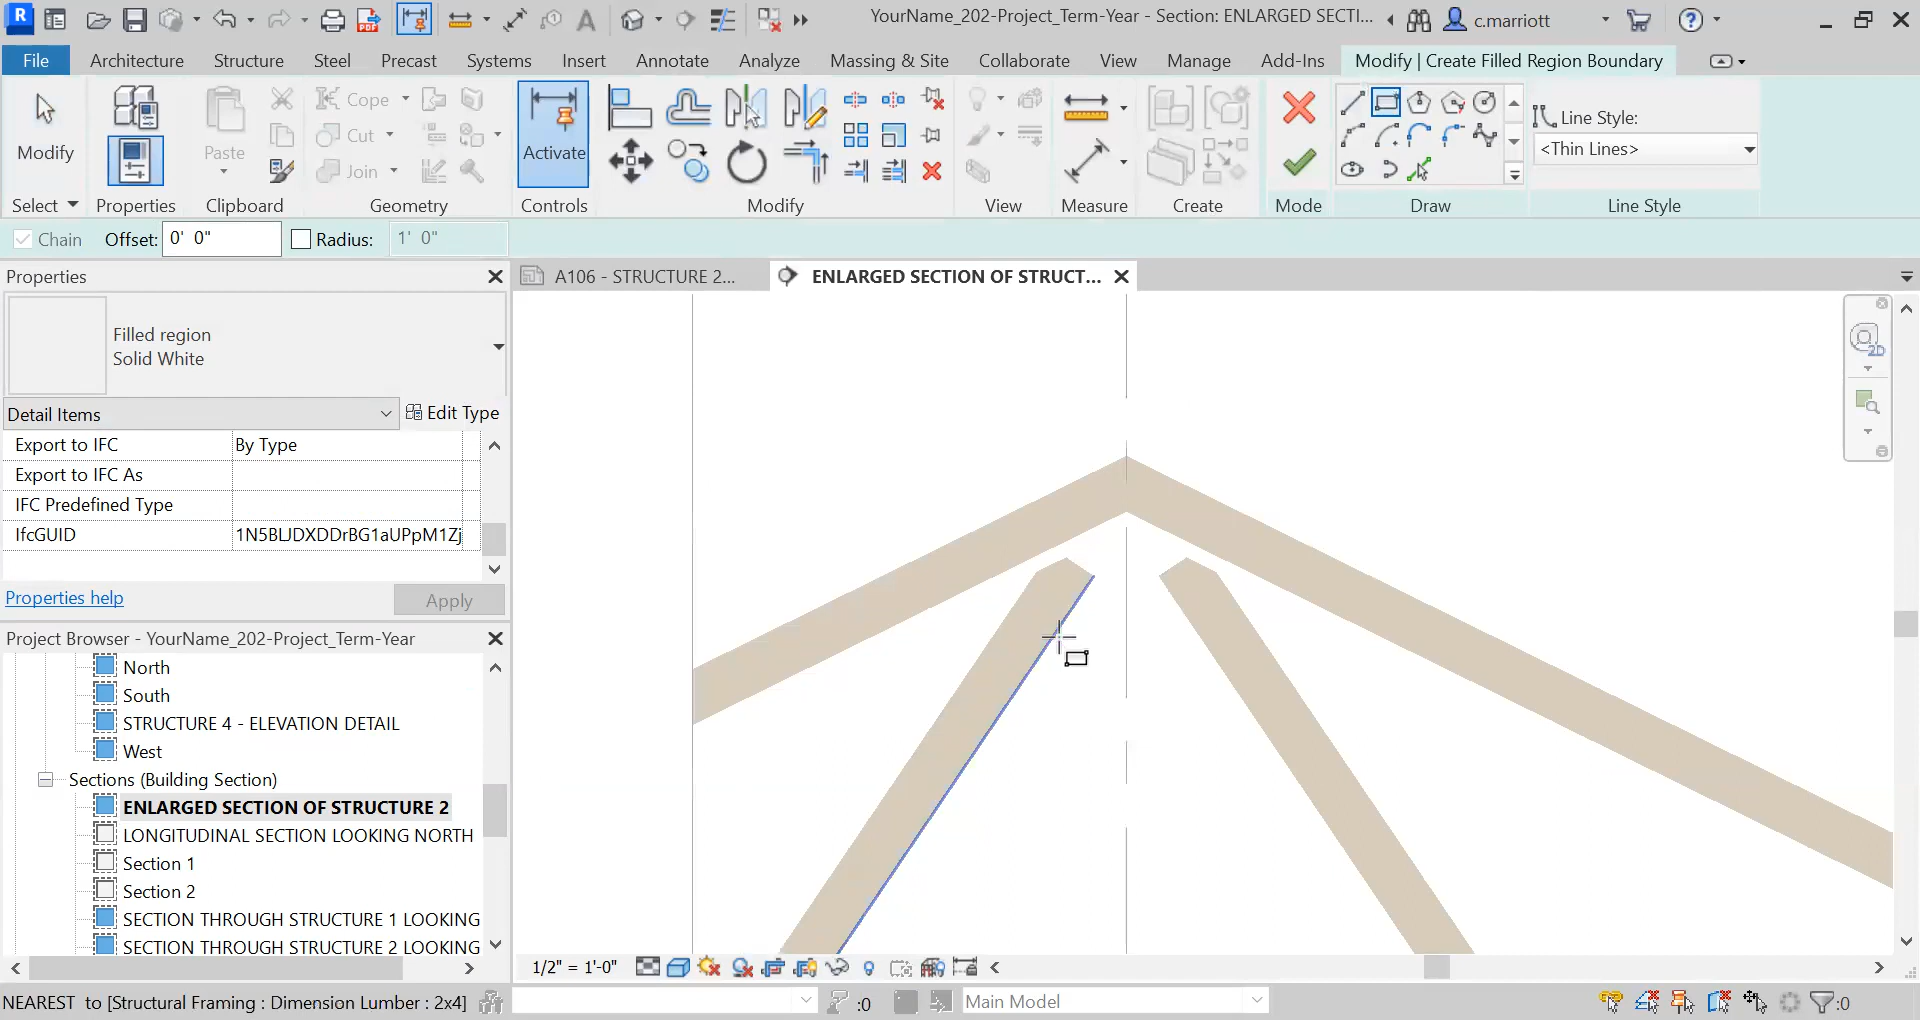 YourName_202-Project_Term-Year - Section: ENLARGED SECTI...
c.marriott
File Architecture Structure Steel Precast Systems Insert Annotate Analyze Massing & Site Collaborate View Manage Add-Ins Modify | Create Filled Region Boundary
Modify
Paste
Cope
Cut
Join
Activate
Line Style:
<Thin Lines>
Select Properties Clipboard Geometry Controls Modify View Measure Create Mode Draw Line Style
Chain Offset: 0' 0" Radius: 1' 0"
Properties
A106 - STRUCTURE 2...
ENLARGED SECTION OF STRUCT...
Filled region
Solid White
Detail Items
Edit Type
Export to IFC By Type
Export to IFC As
IFC Predefined Type
IfcGUID 1N5BLJDXDDrBG1aUPpM1Zj
Properties help
Apply
Project Browser - YourName_202-Project_Term-Year
North
South
STRUCTURE 4 - ELEVATION DETAIL
West
Sections (Building Section)
ENLARGED SECTION OF STRUCTURE 2
LONGITUDINAL SECTION LOOKING NORTH
Section 1
Section 2
SECTION THROUGH STRUCTURE 1 LOOKING
SECTION THROUGH STRUCTURE 2 LOOKING
2D
1/2" = 1'-0"
NEAREST to [Structural Framing : Dimension Lumber : 2x4]
:0
Main Model
:0